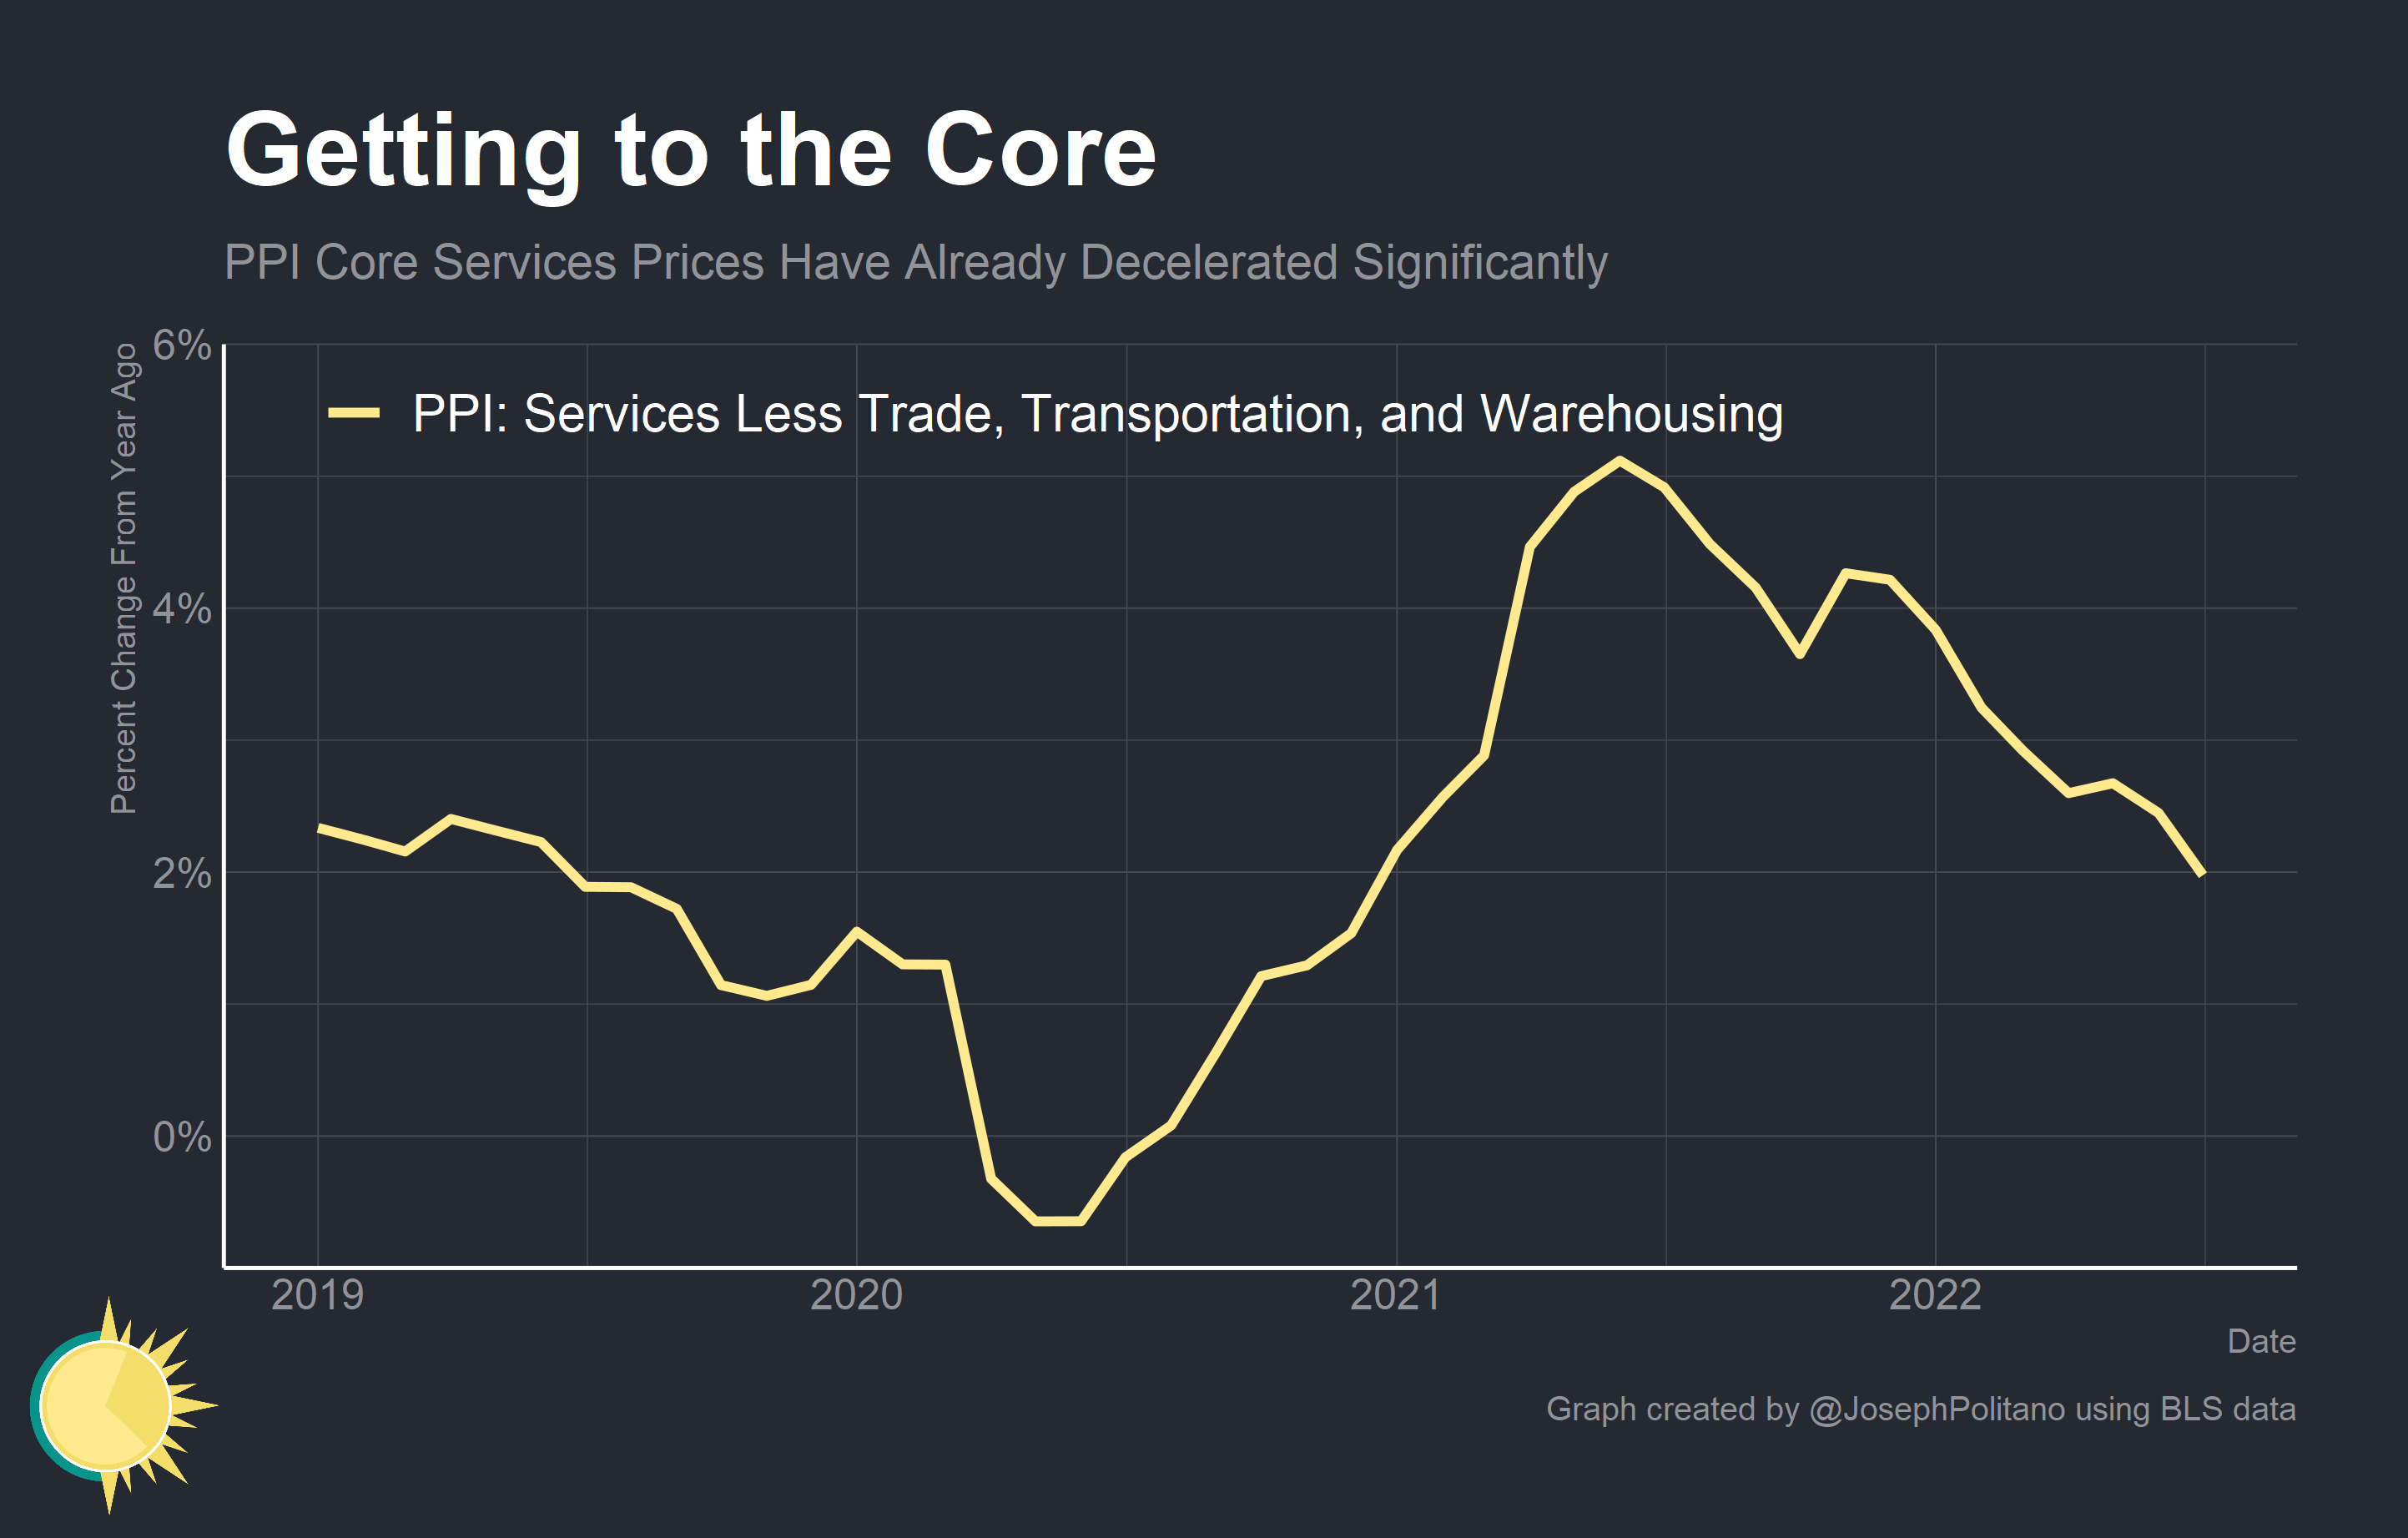 Getting to the Core
PPI Core Services Prices Have Already Decelerated Significantly
Percent Change From Year Ago
6%
4%
2%
0%
PPI: Services Less Trade, Transportation, and Warehousing
2019
2020
2021
2022
Date
Graph created by @JosephPolitano using BLS data